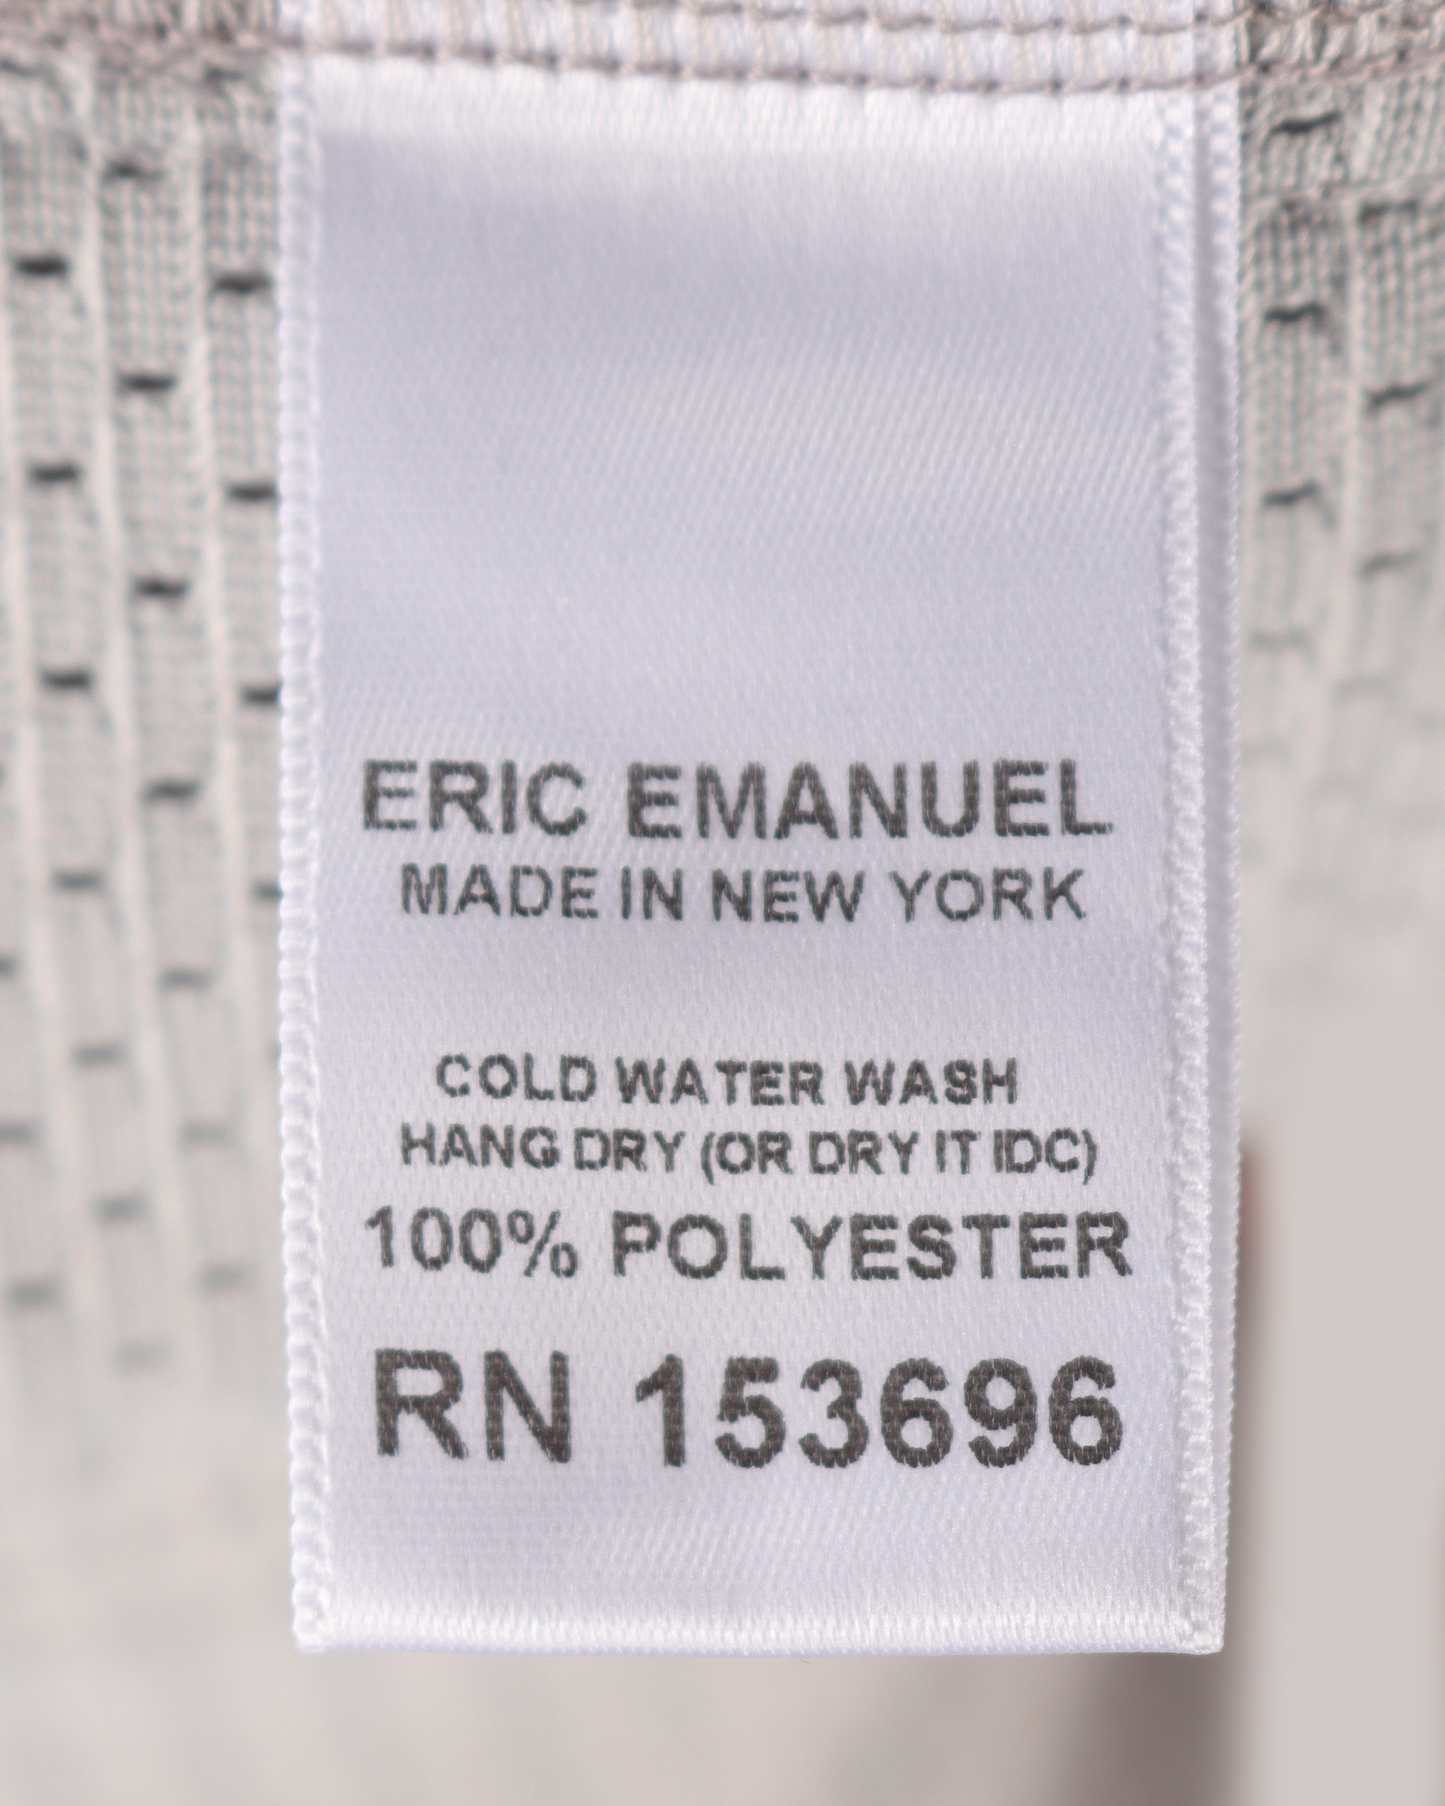 ERIC EMANUEL
MADE IN NEW YORK
COLD WATER WASH
HANG DRY (OR DRY IT IDC)
100% POLYESTER
RN 153696